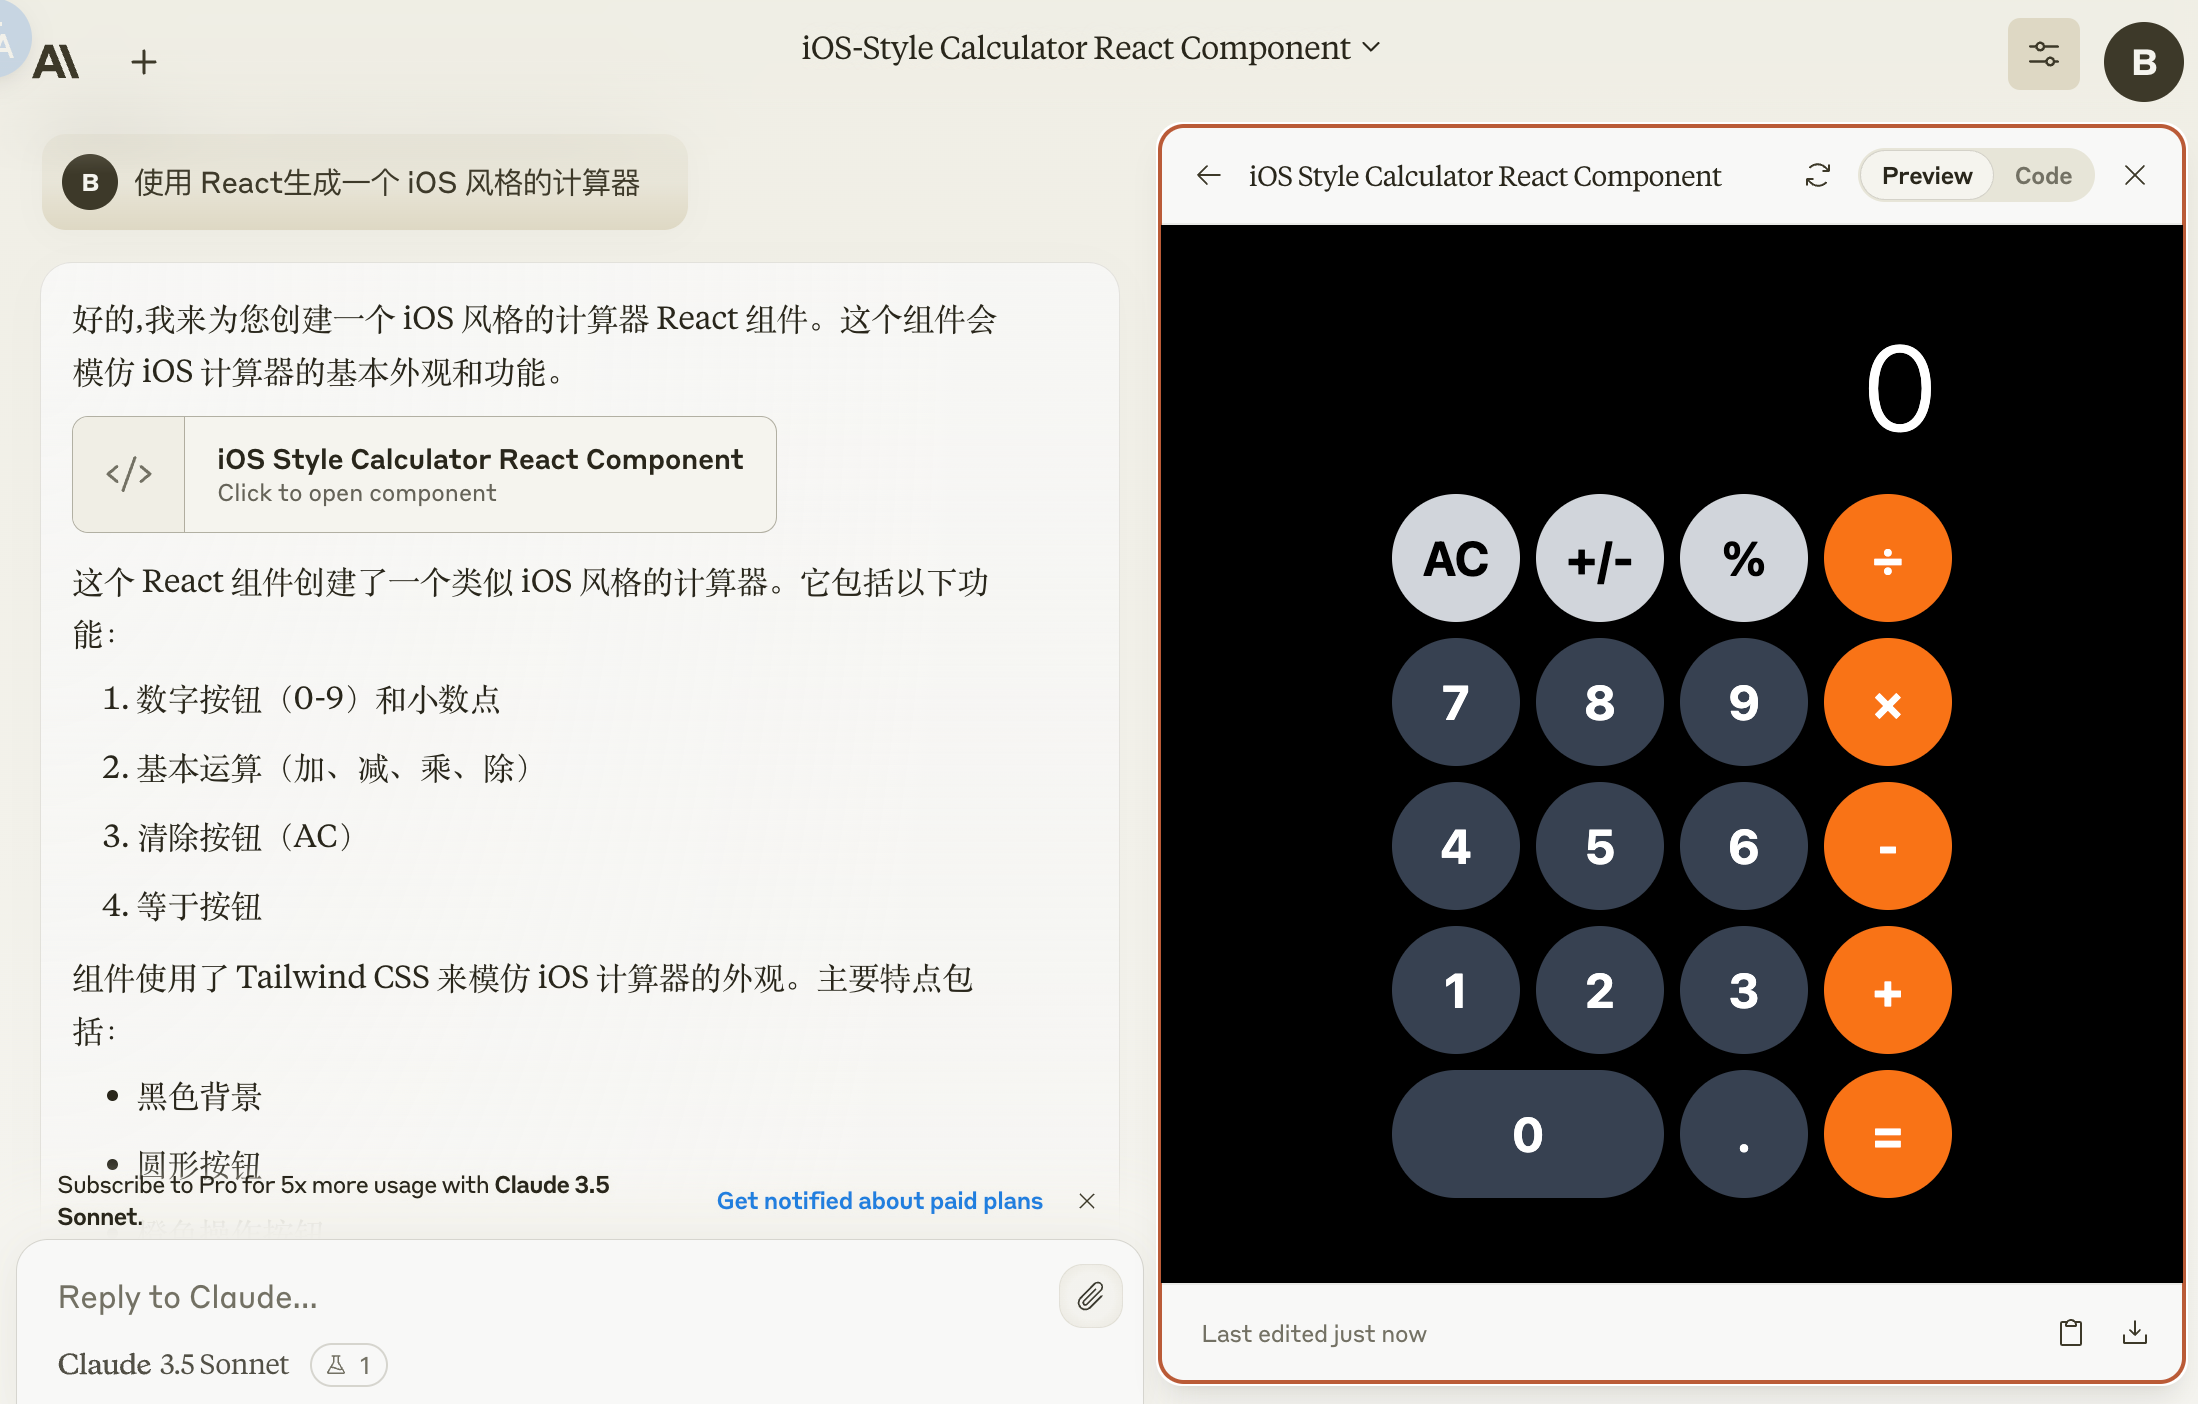 iOS-Style Calculator React Component
B
B
使用 React生成一个 iOS 风格的计算器
好的,我来为您创建一个 iOS 风格的计算器 React 组件。这个组件会
模仿 iOS 计算器的基本外观和功能。
</>
iOS Style Calculator React Component
Click to open component
这个 React 组件创建了一个类似 iOS 风格的计算器。它包括以下功
能：
1. 数字按钮（0-9）和小数点
2. 基本运算（加、减、乘、除）
3. 清除按钮（AC）
4. 等于按钮
组件使用了 Tailwind CSS 来模仿 iOS 计算器的外观。主要特点包
括：
• 黑色背景
• 圆形按钮
• 橙色操作按钮
Subscribe to Pro for 5x more usage with Claude 3.5
Sonnet.
Get notified about paid plans
Reply to Claude...
Claude 3.5 Sonnet
1
iOS Style Calculator React Component
Preview
Code
0
AC +/- % ÷
7 8 9 ×
4 5 6 -
1 2 3 +
0 . =
Last edited just now